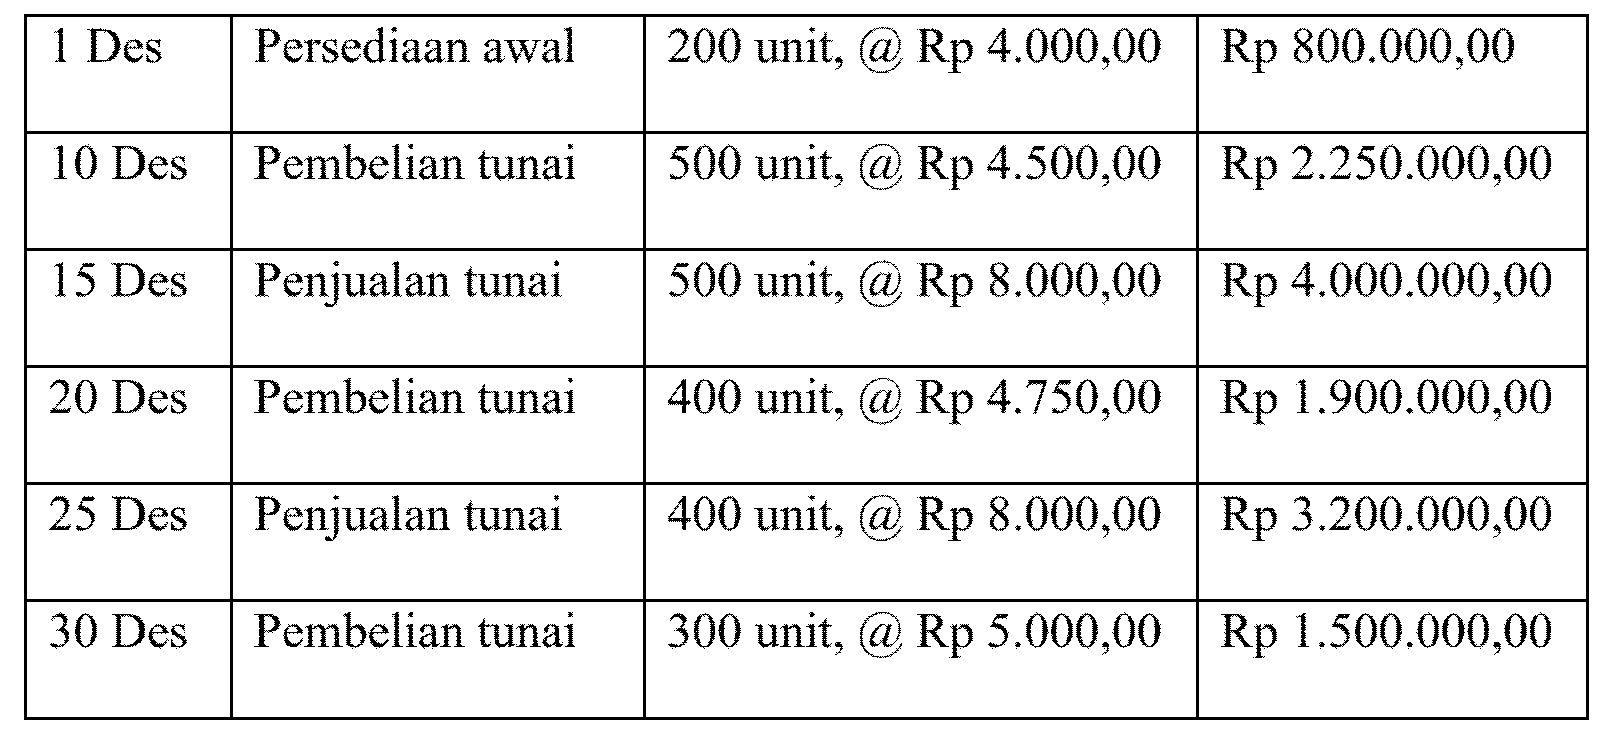 1 Des Persediaan awal 200 unit, @ Rp 4.000,00 Rp 800.000,00
10 Des Pembelian tunai 500 unit, @ Rp 4.500,00 Rp 2.250.000,00
15 Des Penjualan tunai 500 unit, @ Rp 8.000,00 Rp 4.000.000,00
20 Des Pembelian tunai 400 unit, @ Rp 4.750,00 Rp 1.900.000,00
25 Des Penjualan tunai 400 unit, @ Rp 8.000,00 Rp 3.200.000,00
30 Des Pembelian tunai 300 unit, @ Rp 5.000,00 Rp 1.500.000,00